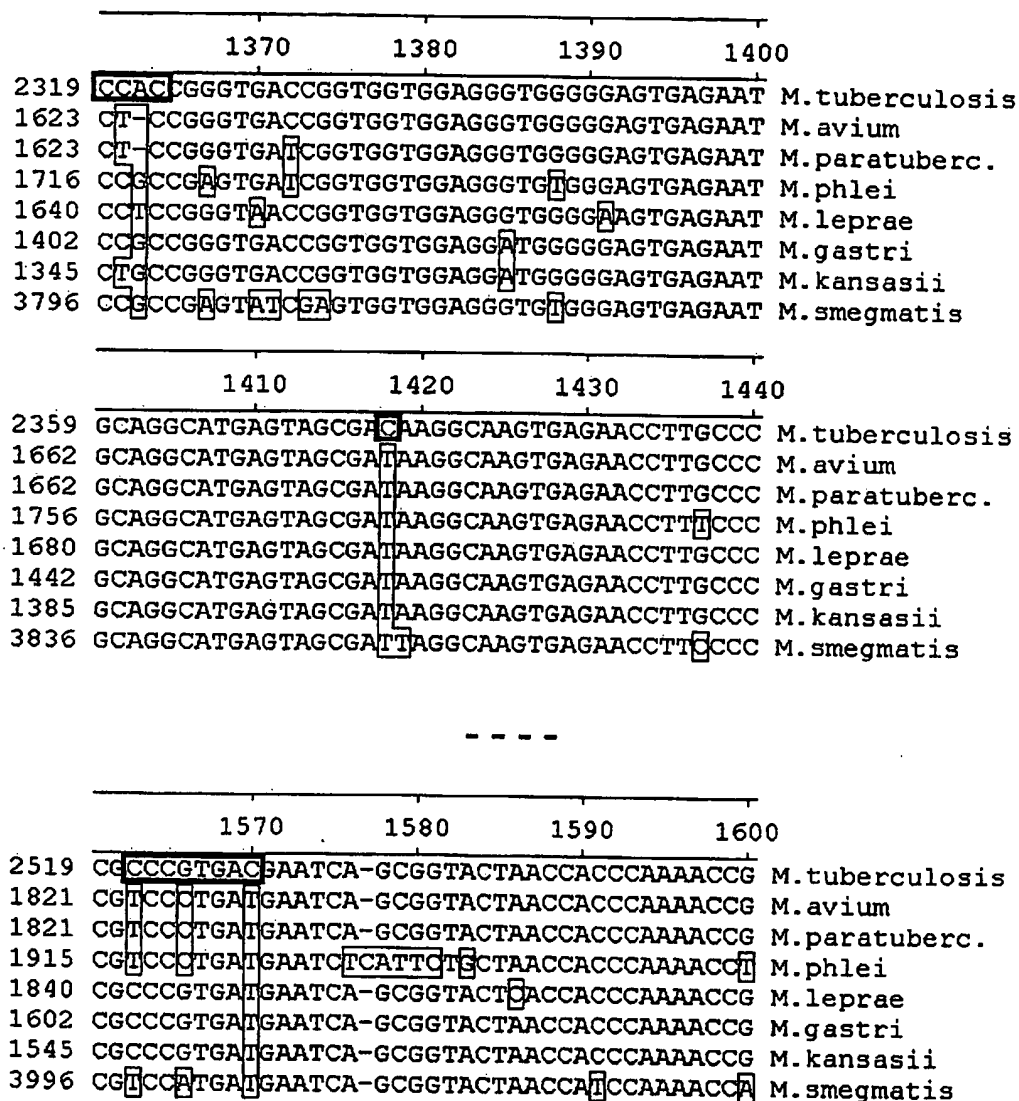 1370 1380 1390 1400
2319 CCACCGGGTGACCGGTGGTGGAGGGTGGGGGAGTGAGAAT M.tuberculosis
1623 CT-CCGGGTGACCGGTGGTGGAGGGTGGGGGAGTGAGAAT M.avium
1623 CT-CCGGGTGATCGGTGGTGGAGGGTGGGGGAGTGAGAAT M.paratuberc.
1716 CCGCCGAGTGATCGGTGGTGGAGGGTGTGGGAGTGAGAAT M.phlei
1640 CCTCCGGGTAACCGGTGGTGGAGGGTGGGGAAGTGAGAAT M.leprae
1402 CCGCCGGGTGACCGGTGGTGGAGGATGGGGGAGTGAGAAT M.gastri
1345 CTGCCGGGTGACCGGTGGTGGAGGATGGGGGAGTGAGAAT M.kansasii
3796 CCGCCGAGTATCGAGTGGTGGAGGGTGTGGGAGTGAGAAT M.smegmatis
1410 1420 1430 1440
2359 GCAGGCATGAGTAGCGACAAGGCAAGTGAGAACCTTGCCC M.tuberculosis
1662 GCAGGCATGAGTAGCGATAAGGCAAGTGAGAACCTTGCCC M.avium
1662 GCAGGCATGAGTAGCGATAAGGCAAGTGAGAACCTTGCCC M.paratuberc.
1756 GCAGGCATGAGTAGCGATAAGGCAAGTGAGAACCTTTCCC M.phlei
1680 GCAGGCATGAGTAGCGATAAGGCAAGTGAGAACCTTGCCC M.leprae
1442 GCAGGCATGAGTAGCGATAAGGCAAGTGAGAACCTTGCCC M.gastri
1385 GCAGGCATGAGTAGCGATAAGGCAAGTGAGAACCTTGCCC M.kansasii
3836 GCAGGCATGAGTAGCGATTAGGCAAGTGAGAACCTTCCCC M.smegmatis
- - - -
1570 1580 1590 1600
2519 CGCCCGTGACGAATCA-GCGGTACTAACCACCCAAAACCG M.tuberculosis
1821 CGTCCCTGATGAATCA-GCGGTACTAACCACCCAAAACCG M.avium
1821 CGTCCCTGATGAATCA-GCGGTACTAACCACCCAAAACCG M.paratuberc.
1915 CGTCCCTGATGAATCTCATTCTGCTAACCACCCAAAACCT M.phlei
1840 CGCCCGTGATGAATCA-GCGGTACTCACCACCCAAAACCG M.leprae
1602 CGCCCGTGATGAATCA-GCGGTACTAACCACCCAAAACCG M.gastri
1545 CGCCCGTGATGAATCA-GCGGTACTAACCACCCAAAACCG M.kansasii
3996 CGTCCATGATGAATCA-GCGGTACTAACCATCCAAAACCA M.smegmatis